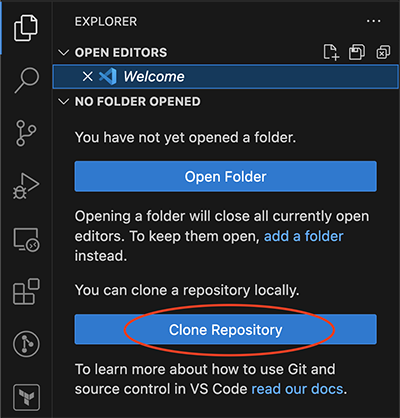 EXPLORER
OPEN EDITORS
Welcome
NO FOLDER OPENED
You have not yet opened a folder.
Open Folder
Opening a folder will close all currently open
editors. To keep them open, add a folder
instead.
You can clone a repository locally.
Clone Repository
To learn more about how to use Git and
source control in VS Code read our docs.